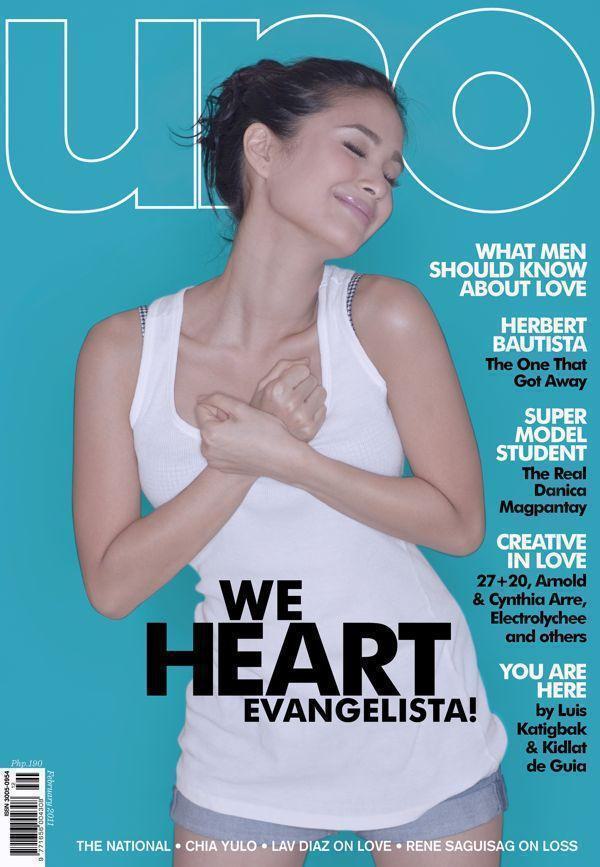 uno
WHAT MEN
SHOULD KNOW
ABOUT LOVE
HERBERT
BAUTISTA
The One That
Got Away
SUPER
MODEL
STUDENT
The Real
Danica
Magpantay
CREATIVE
IN LOVE
27+20, Arnold
& Cynthia Arre,
Electrolychee
and others
YOU ARE
HERE
by Luis
Katigbak
& Kidlat
de Guia
WE
HEART
EVANGELISTA!
Php.190
February 2011
ISSN 3005-0954
THE NATIONAL • CHIA YULO • LAV DIAZ ON LOVE • RENE SAGUISAG ON LOSS